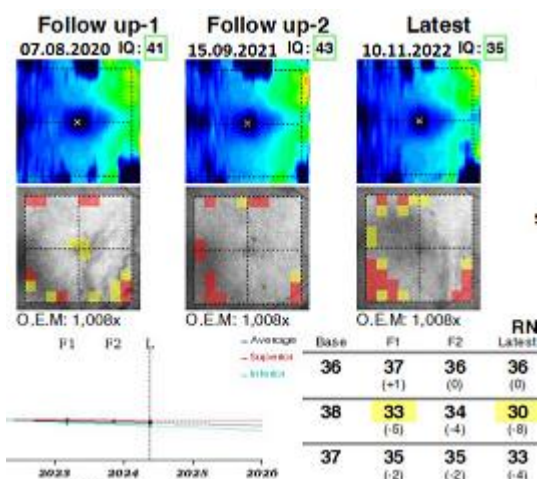 Follow up-1 Follow up-2 Latest
07.08.2020 IQ: 41 15.09.2021 IQ: 43 10.11.2022 IQ: 35
O.E.M: 1,008x O.E.M: 1,008x O.E.M: 1,008x
RN
F1 F2 L Average Base F1 F2 Latest
Superior
Inferior
36 37 36 36
(+1) (0) (0)
38 33 34 30
(-5) (-4) (-8)
37 35 35 33
(-2) (-2) (-4)
2023 2024 2025 2026